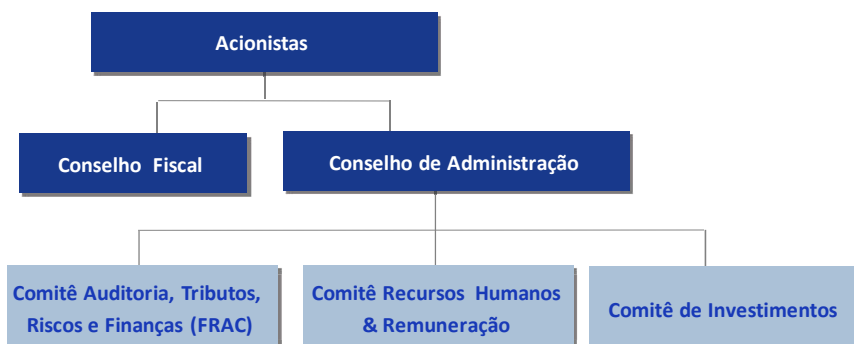 Acionistas
Conselho Fiscal
Conselho de Administração
Comitê Auditoria, Tributos,
Riscos e Finanças (FRAC)
Comitê Recursos Humanos
& Remuneração
Comitê de Investimentos